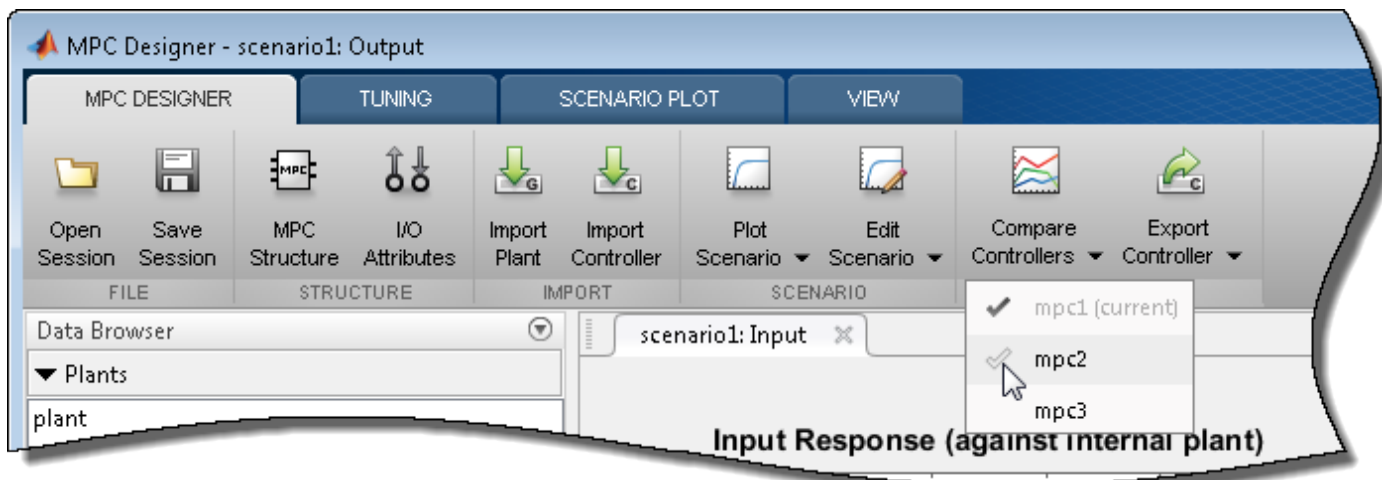 MPC Designer - scenario1: Output
MPC DESIGNER TUNING SCENARIO PLOT VIEW
MPC G C C
Open Save MPC I/O Import Import Plot Edit Compare Export
Session Session Structure Attributes Plant Controller Scenario Scenario Controllers Controller
FILE STRUCTURE IMPORT SCENARIO
Data Browser scenario1: Input mpc1 (current)
Plants mpc2
plant mpc3
Input Response (against internal plant)